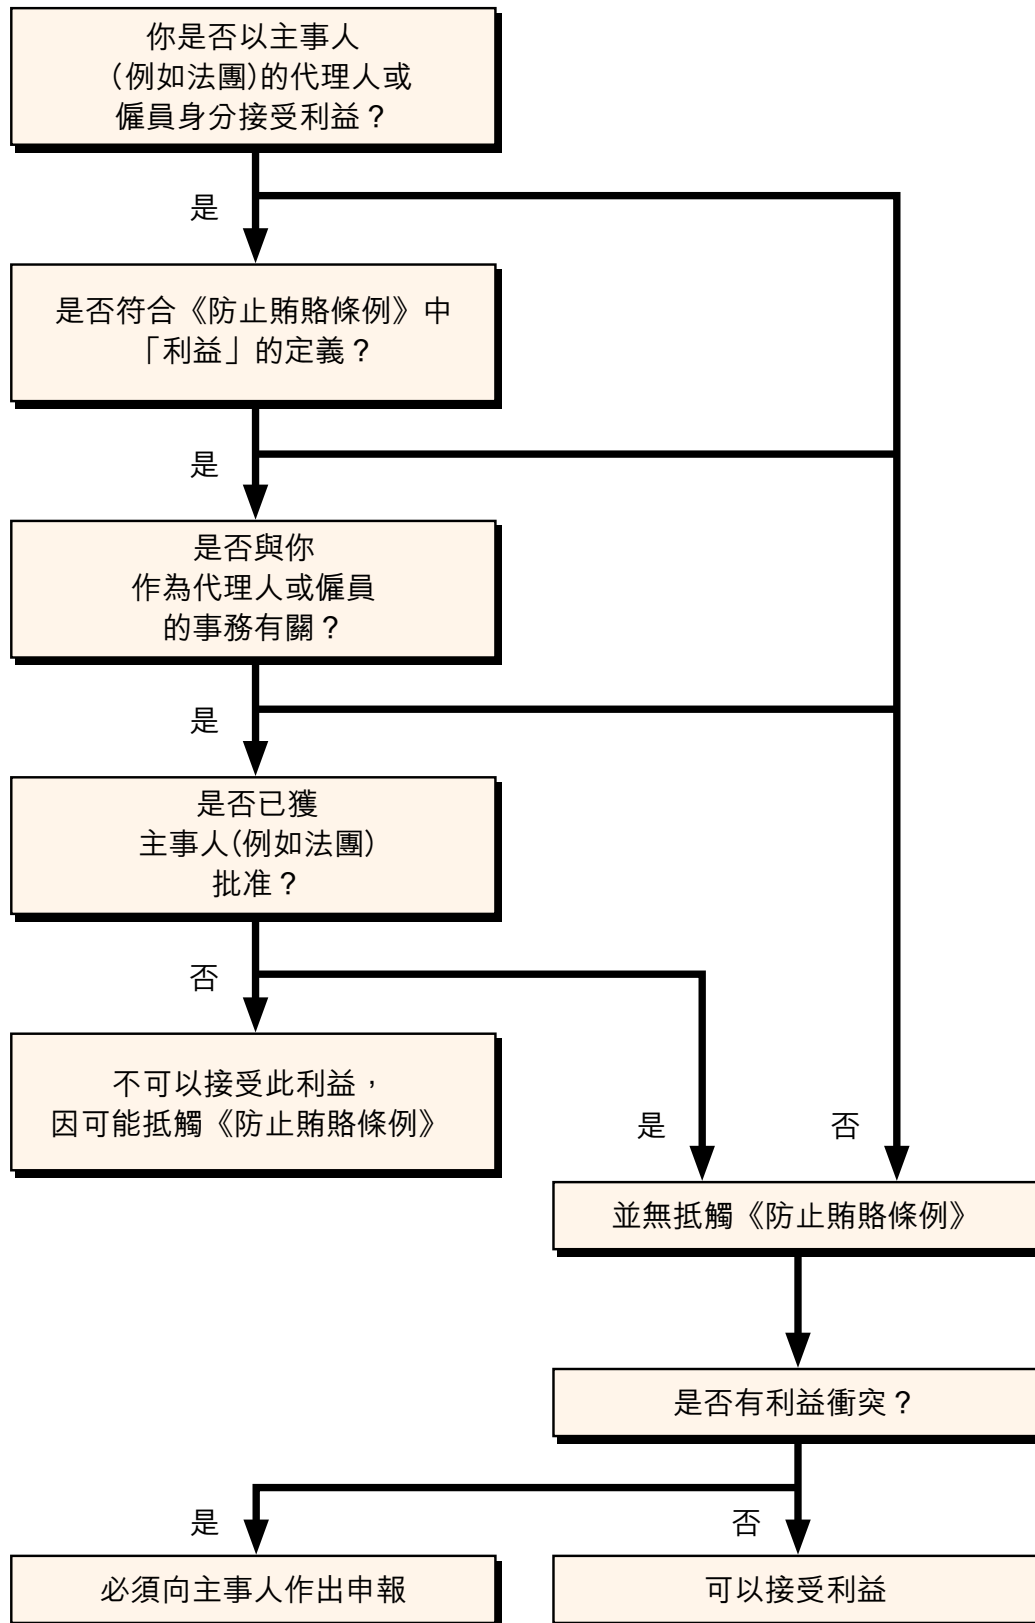 你是否以主事人
(例如法團)的代理人或
僱員身分接受利益？
是
是否符合《防止賄賂條例》中
「利益」的定義？
是
是否與你
作為代理人或僱員
的事務有關？
是
是否已獲
主事人(例如法團)
批准？
否
不可以接受此利益，
因可能抵觸《防止賄賂條例》
是
否
並無抵觸《防止賄賂條例》
是否有利益衝突？
是
否
必須向主事人作出申報
可以接受利益